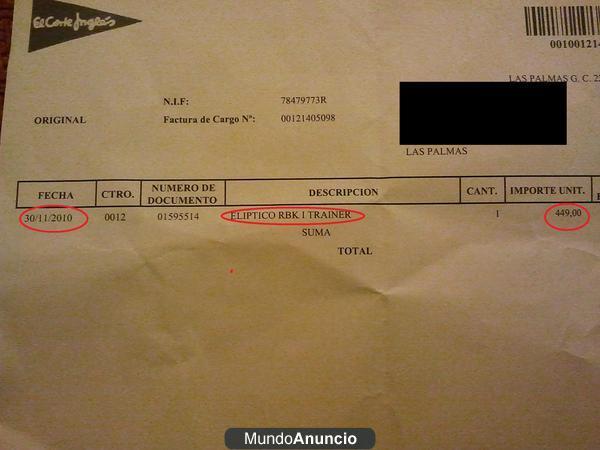 El Corte Inglés
00100121
LAS PALMAS G. C. 2
N.I.F: 78479773R
ORIGINAL Factura de Cargo Nº: 00121405098
LAS PALMAS
FECHA CTRO. NUMERO DE DOCUMENTO DESCRIPCION CANT. IMPORTE UNIT.
30/11/2010 0012 01595514 ELIPTICO RBK I TRAINER 1 449,00
SUMA
TOTAL
MundoAnuncio